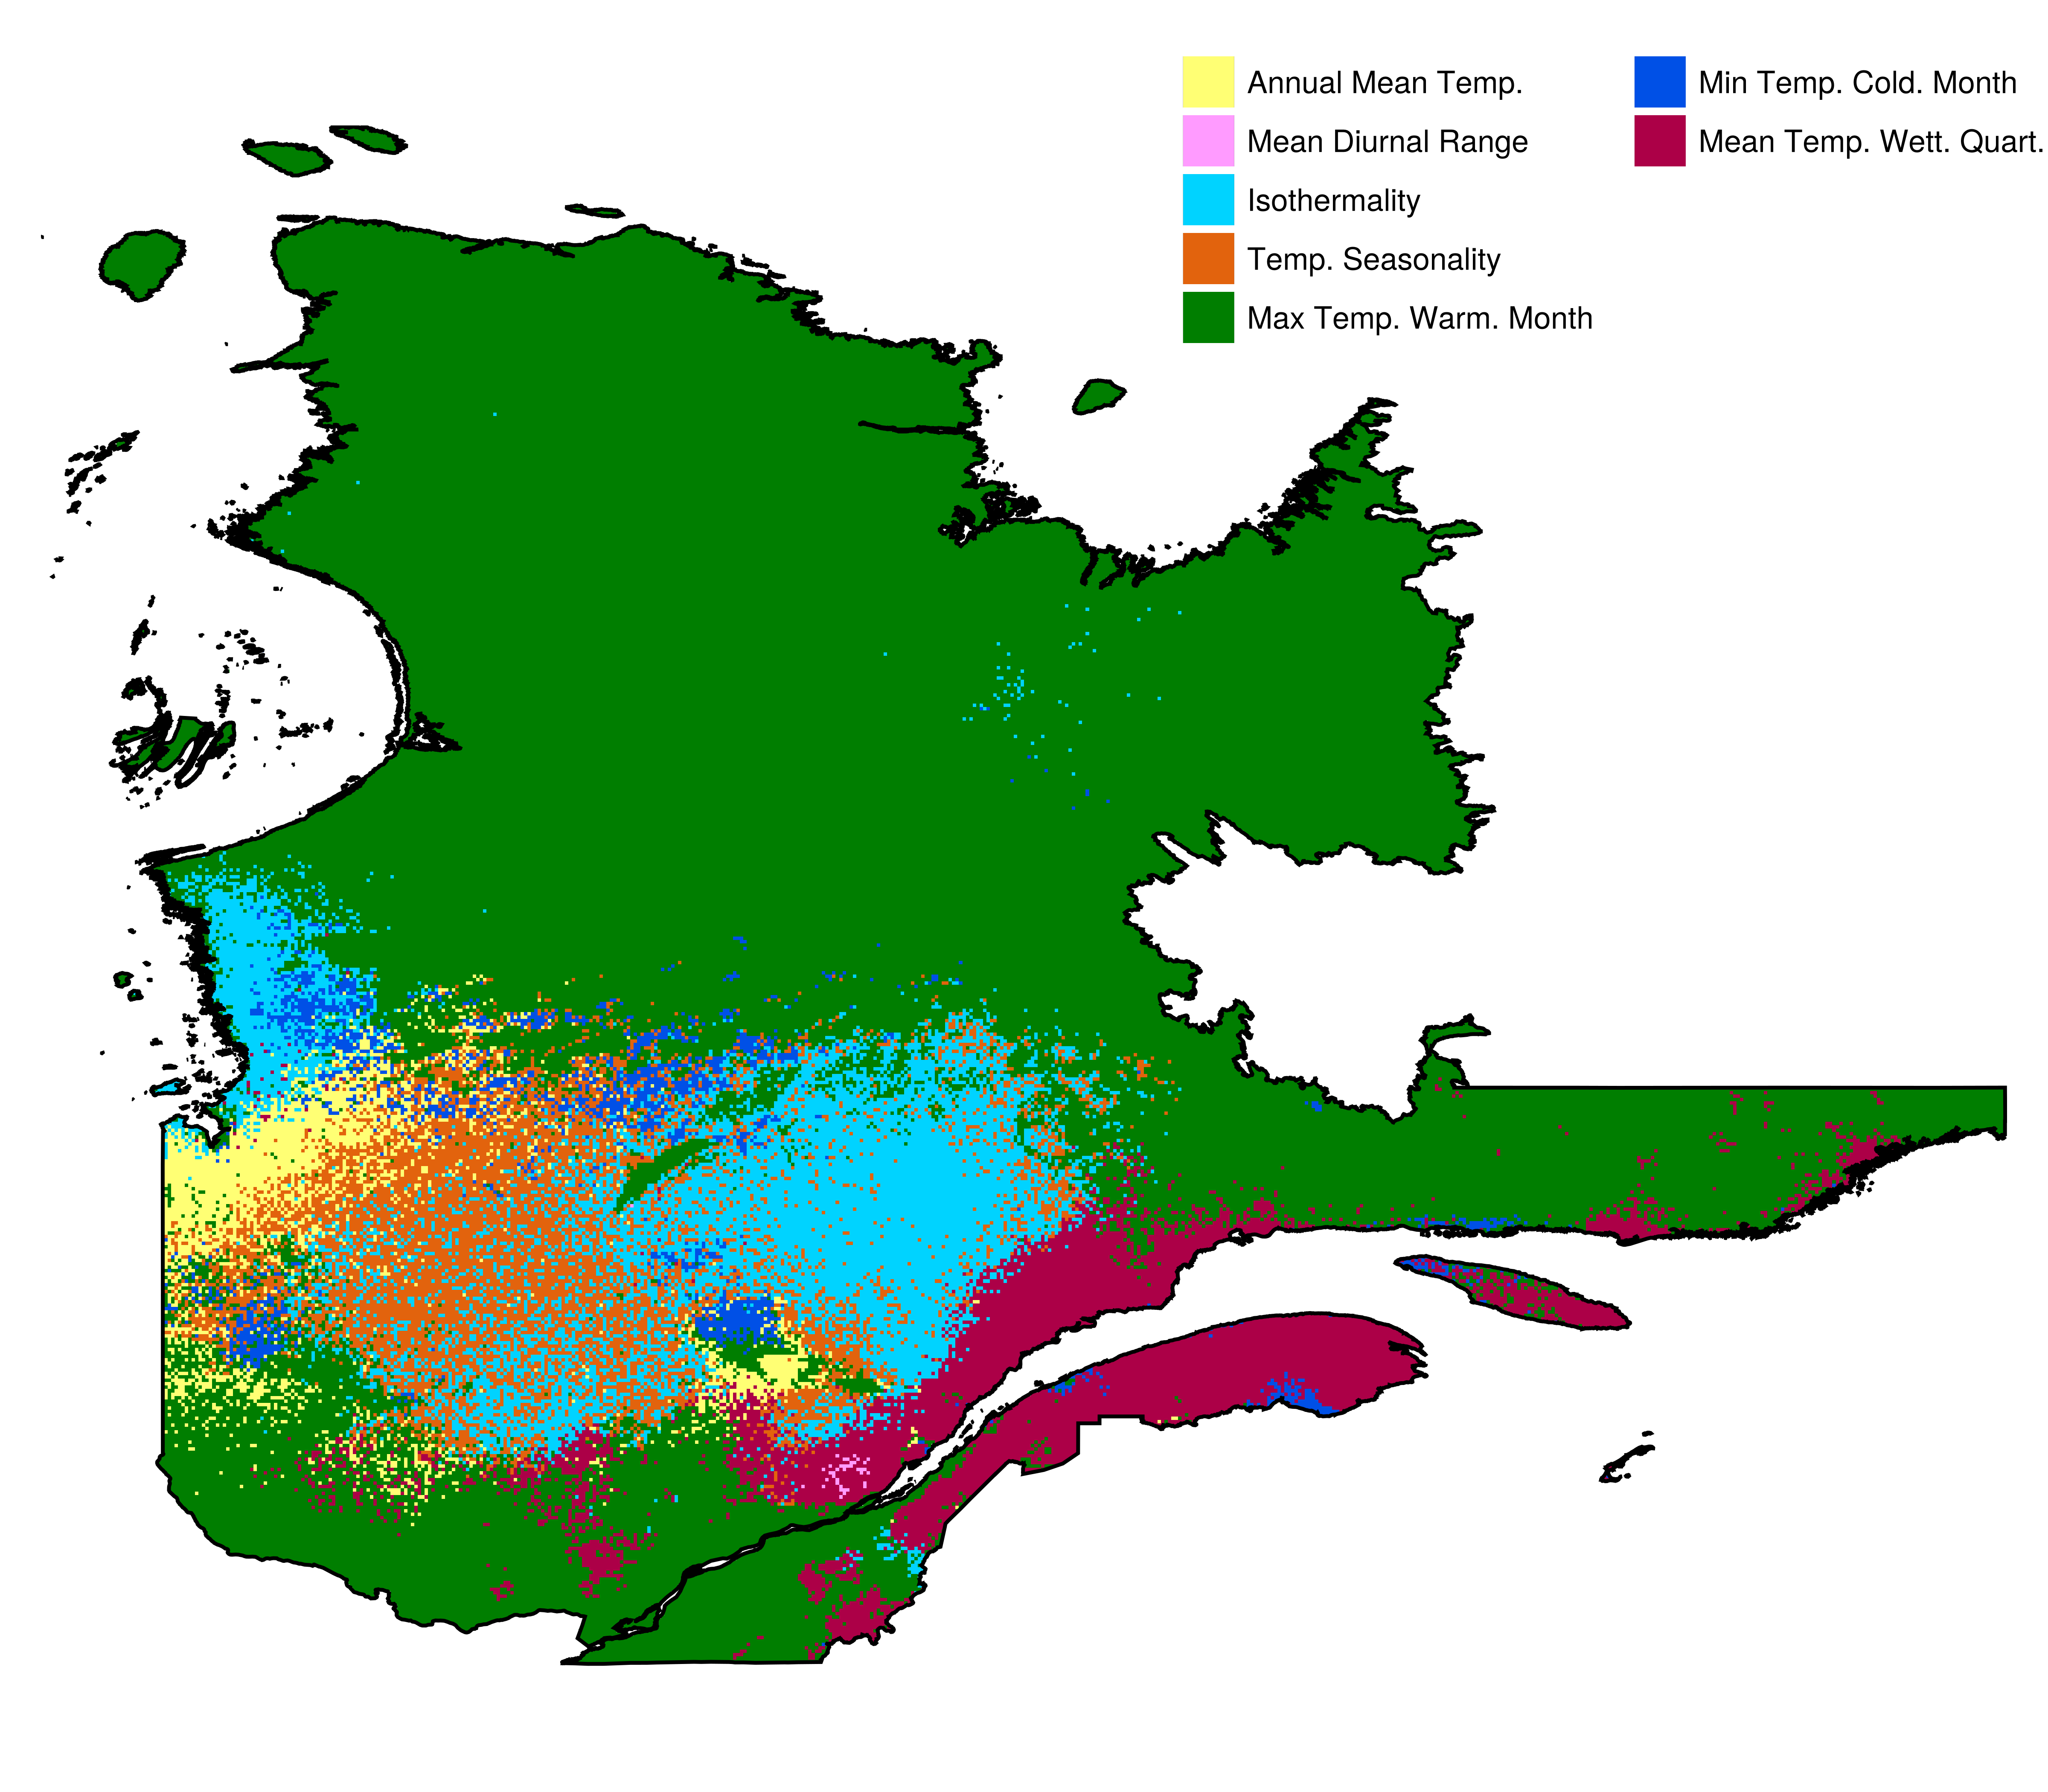 Annual Mean Temp.
Mean Diurnal Range
Isothermality
Temp. Seasonality
Max Temp. Warm. Month
Min Temp. Cold. Month
Mean Temp. Wett. Quart.